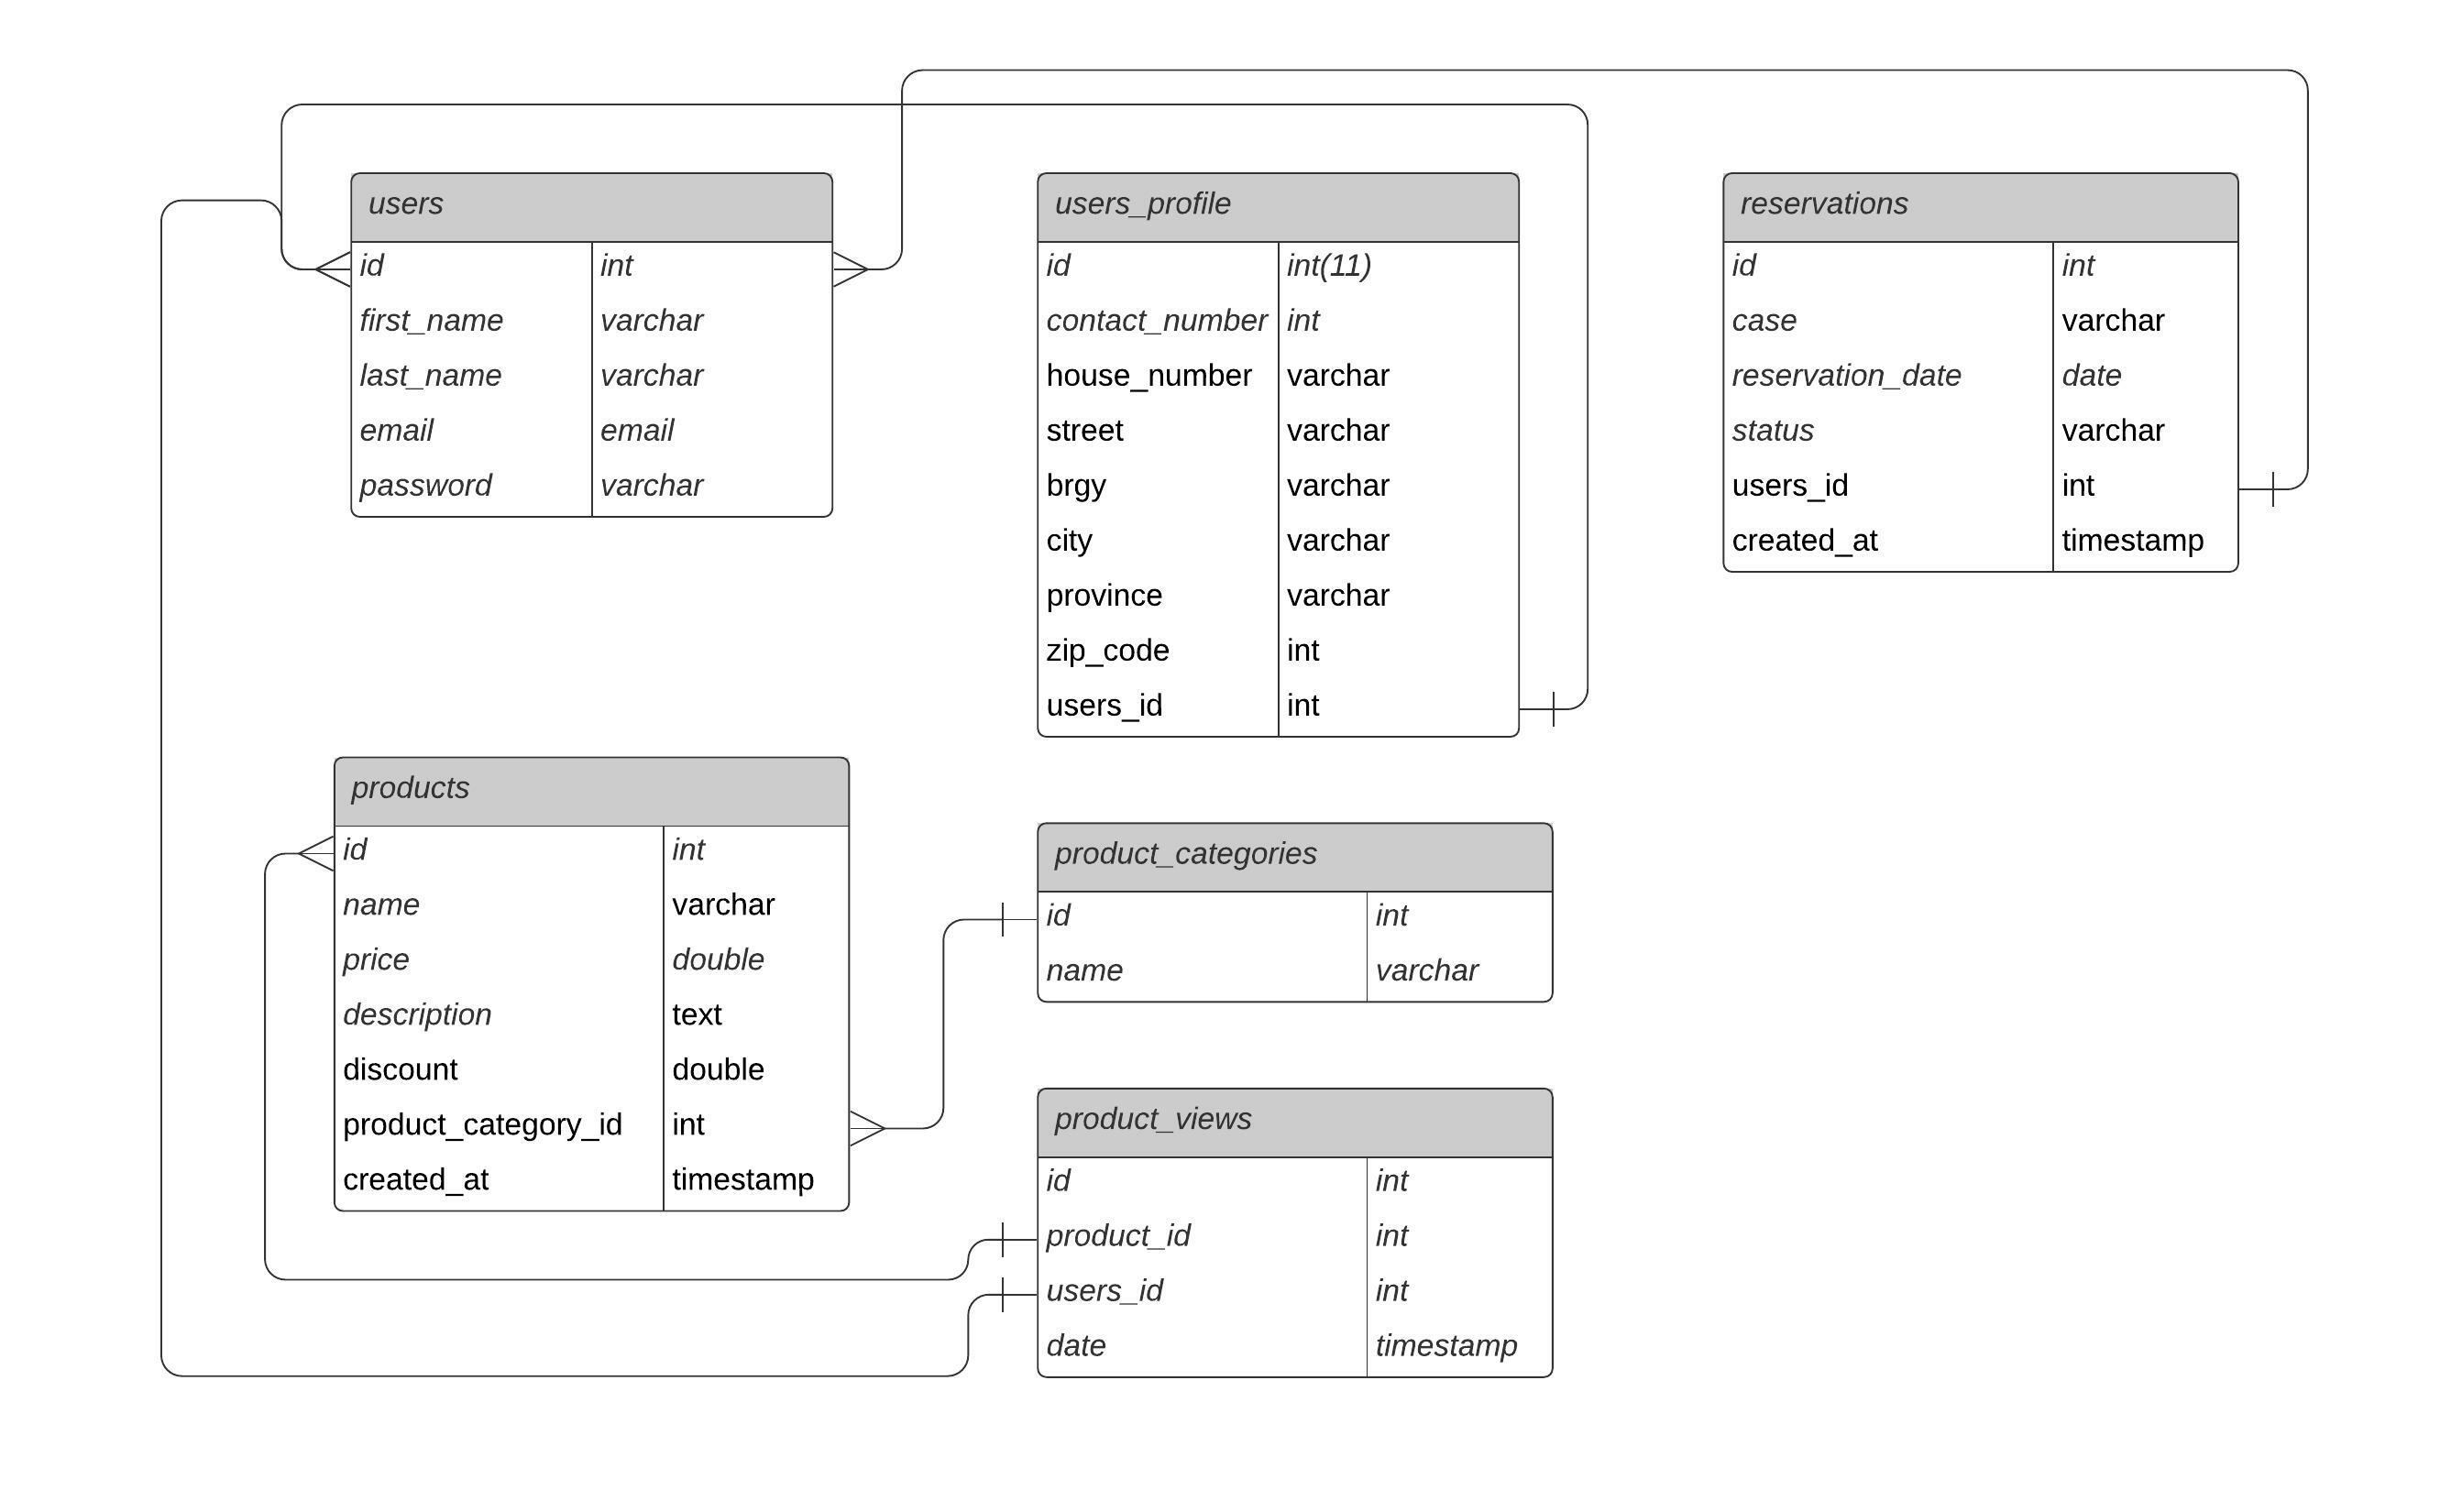 users
id int
first_name varchar
last_name varchar
email email
password varchar
users_profile
id int(11)
contact_number int
house_number varchar
street varchar
brgy varchar
city varchar
province varchar
zip_code int
users_id int
reservations
id int
case varchar
reservation_date date
status varchar
users_id int
created_at timestamp
products
id int
name varchar
price double
description text
discount double
product_category_id int
created_at timestamp
product_categories
id int
name varchar
product_views
id int
product_id int
users_id int
date timestamp